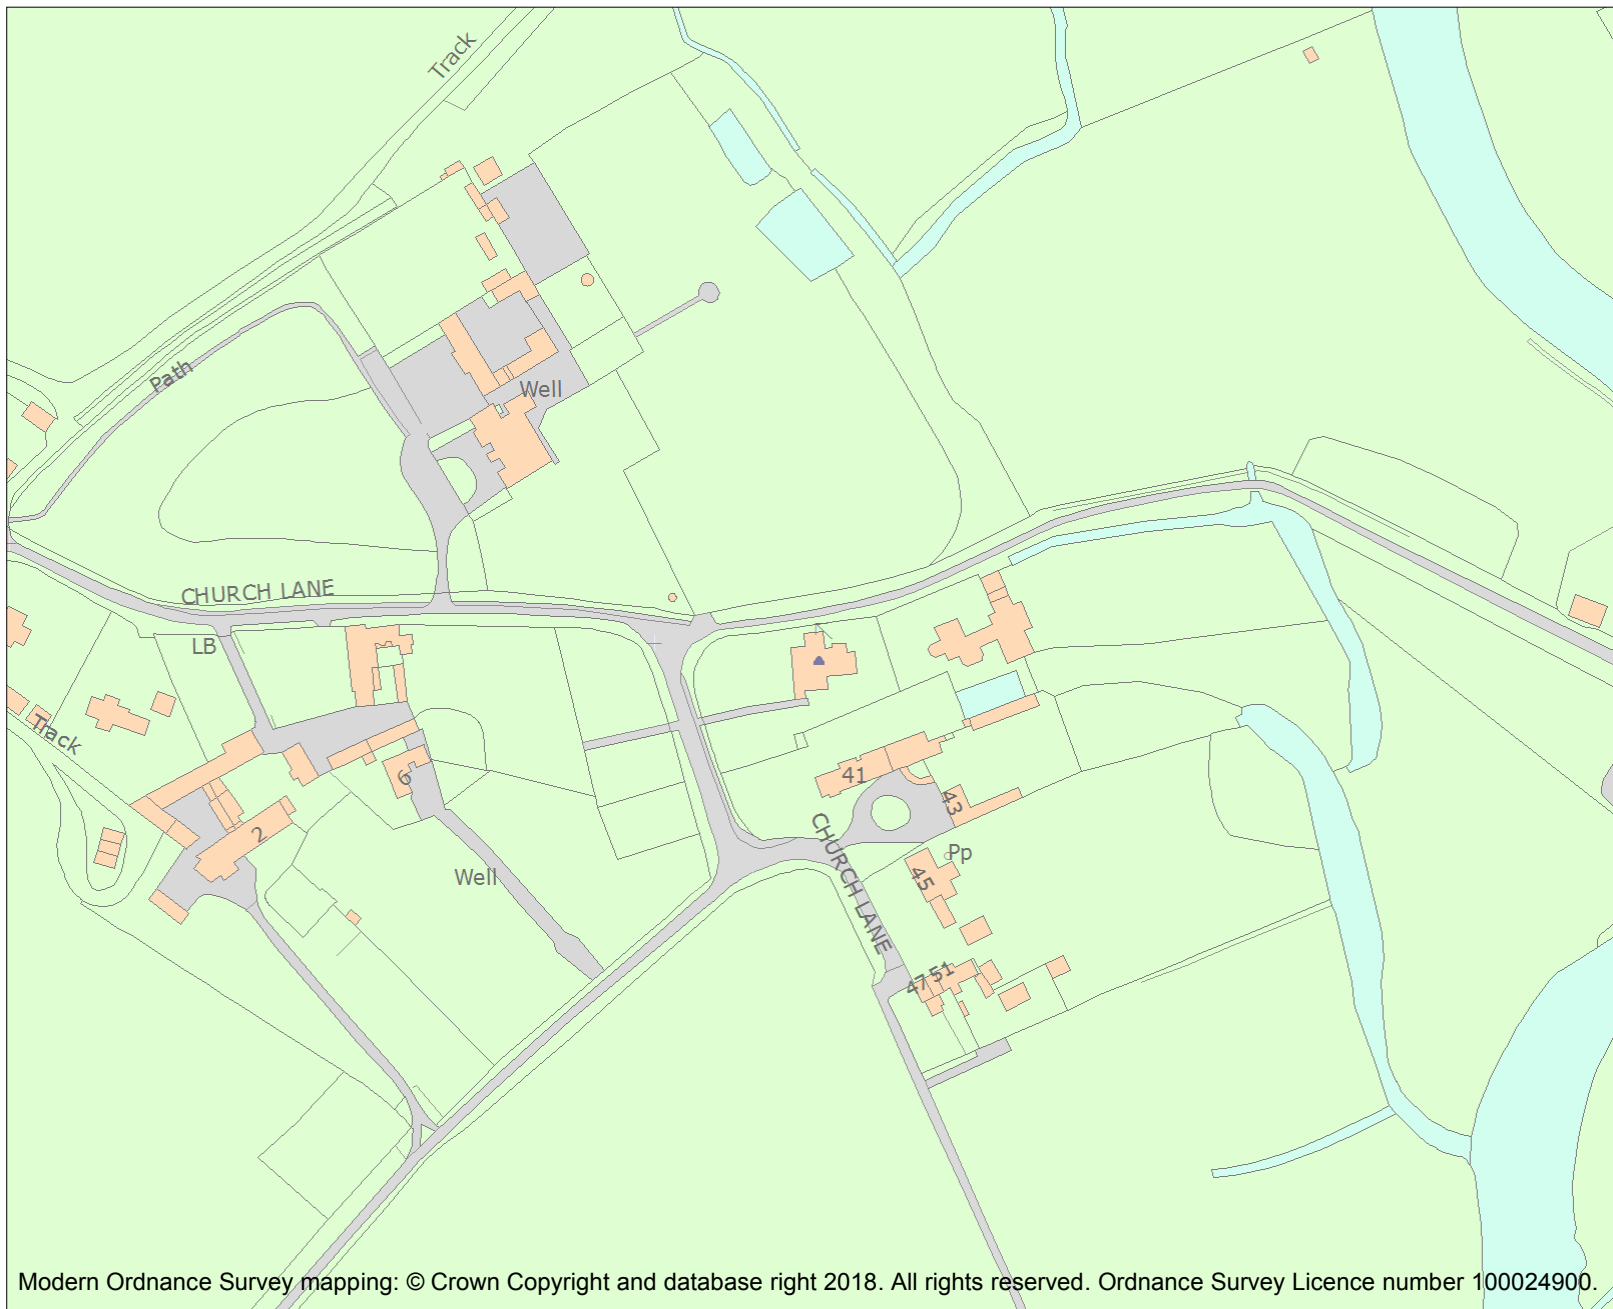 Track
Path
Well
CHURCH LANE
LB
Track
6
2
41
43
CHURCH LANE
Pp
45
Well
47 51
Modern Ordnance Survey mapping: © Crown Copyright and database right 2018. All rights reserved. Ordnance Survey Licence number 100024900.